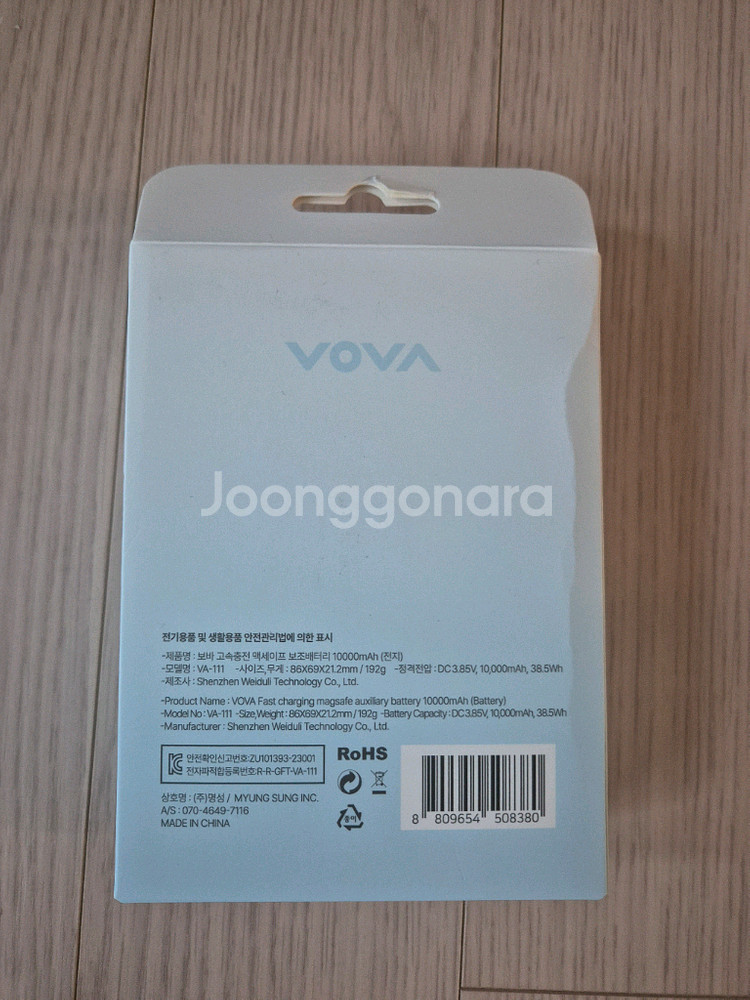 VOVA
Joonggonara
전기용품 및 생활용품 안전관리법에 의한 표시
-제품명 : 보바 고속충전 맥세이프 보조배터리 10000mAh (전지)
-모델명 : VA-111 -사이즈,무게 : 86X69X21.2mm / 192g -정격전압 : DC 3.85V, 10,000mAh, 38.5Wh
-제조사 : Shenzhen Weiduli Technology Co., Ltd.
-Product Name : VOVA Fast charging magsafe auxiliary battery 10000mAh (Battery)
-Model No : VA-111 -Size,Weight : 86X69X21.2mm / 192g -Battery Capacity : DC 3.85V, 10,000mAh, 38.5Wh
-Manufacturer : Shenzhen Weiduli Technology Co., Ltd.
안전확인신고번호:ZU101393-23001
전자파적합등록번호:R-R-GFT-VA-111
RoHS
상호명 : (주)명성 / MYUNG SUNG INC.
A/S : 070-4649-7116
MADE IN CHINA
종이
8 809654 508380